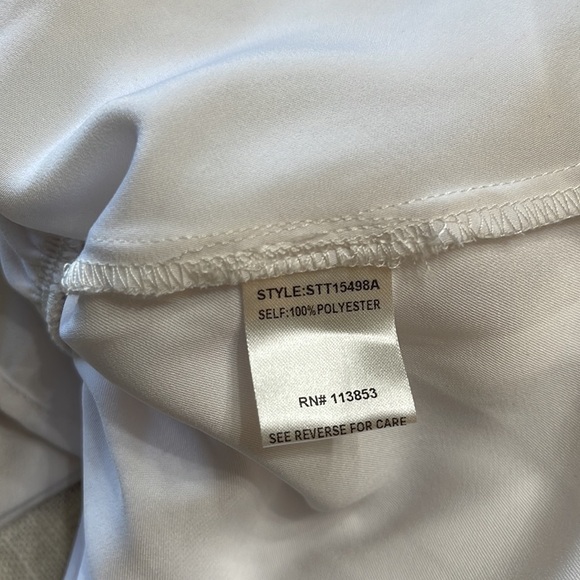 STYLE:STT15498A
SELF:100%POLYESTER
RN# 113853
SEE REVERSE FOR CARE